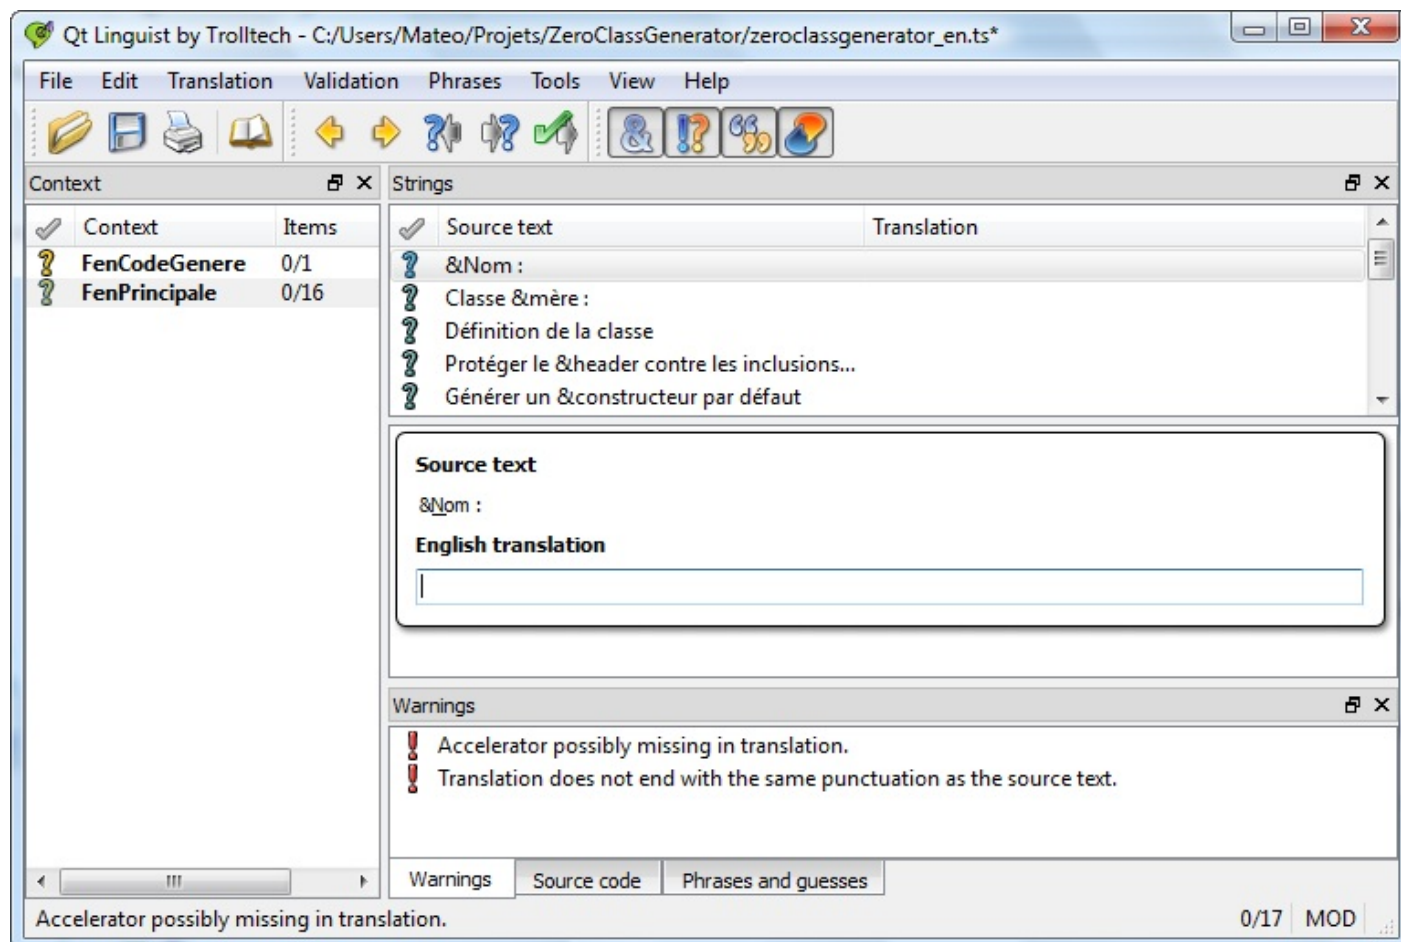 Qt Linguist by Trolltech - C:/Users/Mateo/Projets/ZeroClassGenerator/zeroclassgenerator_en.ts*
File Edit Translation Validation Phrases Tools View Help
Context
Context Items
FenCodeGenere 0/1
FenPrincipale 0/16
Strings
Source text Translation
&Nom :
Classe &mère :
Définition de la classe
Protéger le &header contre les inclusions...
Générer un &constructeur par défaut
Source text
&Nom :
English translation
Warnings
Accelerator possibly missing in translation.
Translation does not end with the same punctuation as the source text.
Warnings Source code Phrases and guesses
Accelerator possibly missing in translation. 0/17 MOD